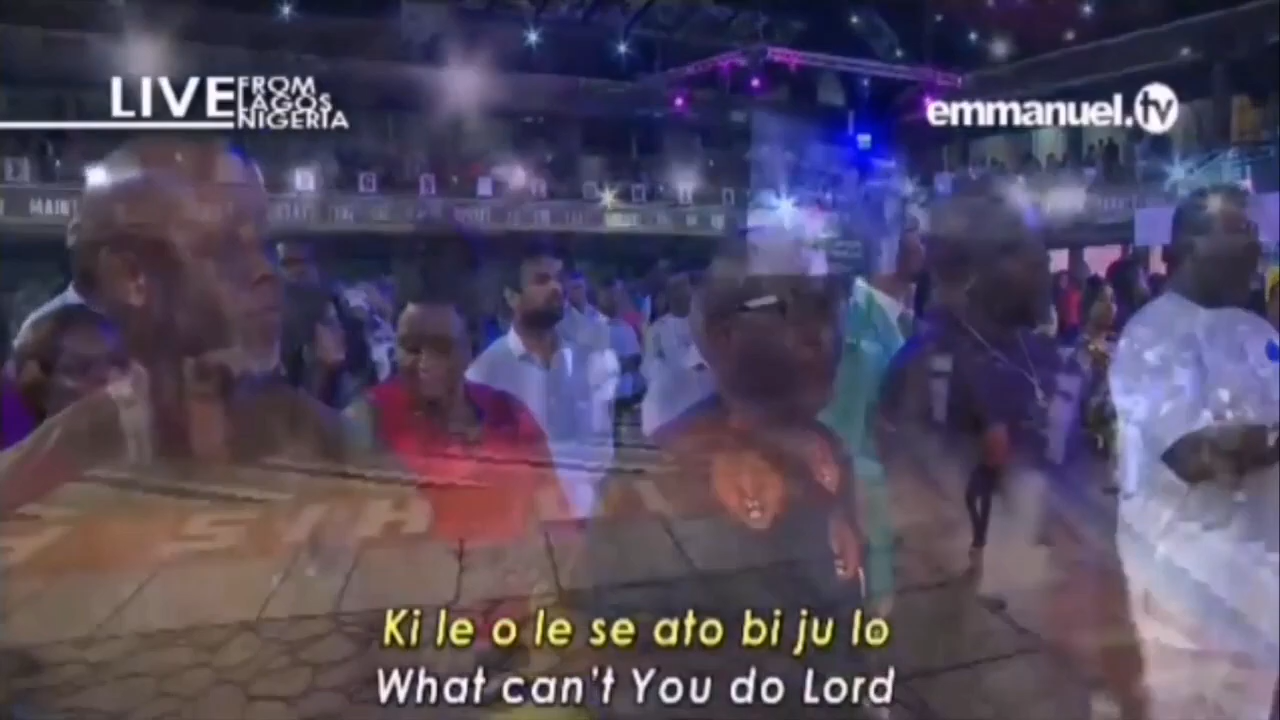 LIVE FROM
LAGOS
NIGERIA
emmanuel.tv
HIS
Ki le o le se ato bi ju lo
What can't You do Lord